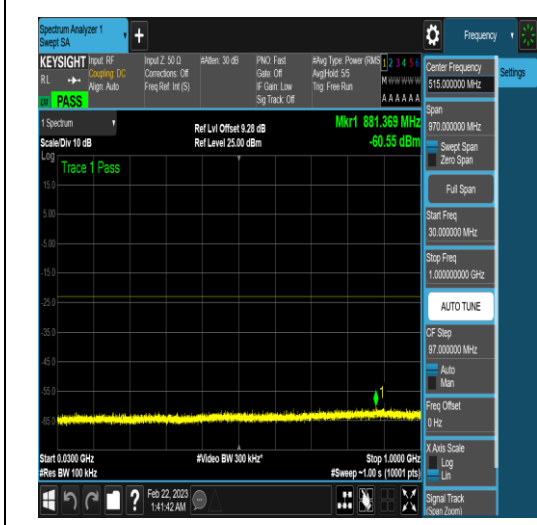 Spectrum Analyzer 1
Swept SA
+
Frequency
KEYSIGHT
RL
Input: RF
Coupling: DC
Align: Auto
Input Z: 50 Ω
Corrections: Off
Freq Ref: Int (S)
#Atten: 30 dB
PNO: Fast
Gate: Off
IF Gain: Low
Sig Track: Off
#Avg Type: Power (RMS
Avg|Hold: 5/5
Trig: Free Run
1 2 3 4 5 6
M W W W W W
A A A A A A
PASS
1 Spectrum
Scale/Div 10 dB
Ref Lvl Offset 9.28 dB
Ref Level 25.00 dBm
Mkr1 881.369 MHz
-60.55 dBm
Log
Trace 1 Pass
15.0
5.00
-5.00
-15.0
-25.0
-35.0
-45.0
-55.0
-65.0
1
Start 0.0300 GHz
#Res BW 100 kHz
#Video BW 300 kHz*
Stop 1.0000 GHz
#Sweep ~1.00 s (10001 pts)
Feb 22, 2023
1:41:42 AM
Center Frequency
515.000000 MHz
Settings
Span
970.000000 MHz
Swept Span
Zero Span
Full Span
Start Freq
30.000000 MHz
Stop Freq
1.000000000 GHz
AUTO TUNE
CF Step
97.000000 MHz
Auto
Man
Freq Offset
0 Hz
X Axis Scale
Log
Lin
Signal Track
(Span Zoom)